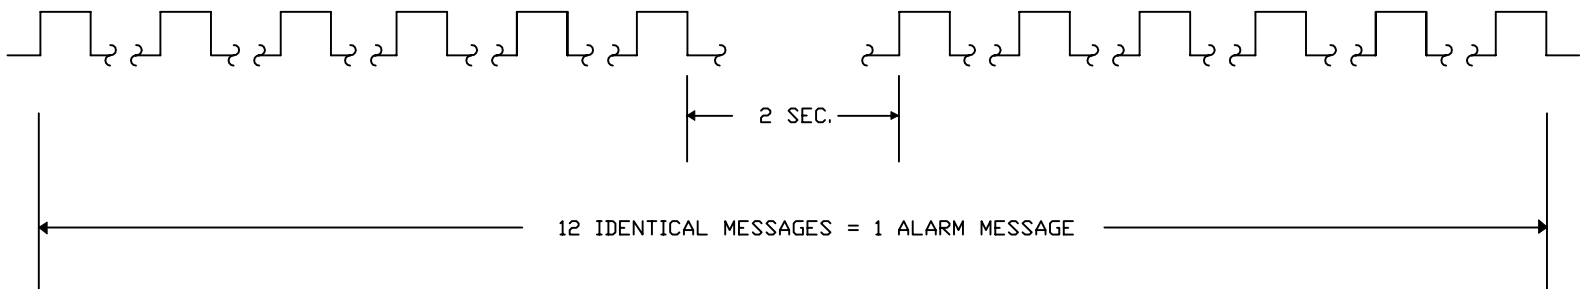 2 SEC.
12 IDENTICAL MESSAGES = 1 ALARM MESSAGE